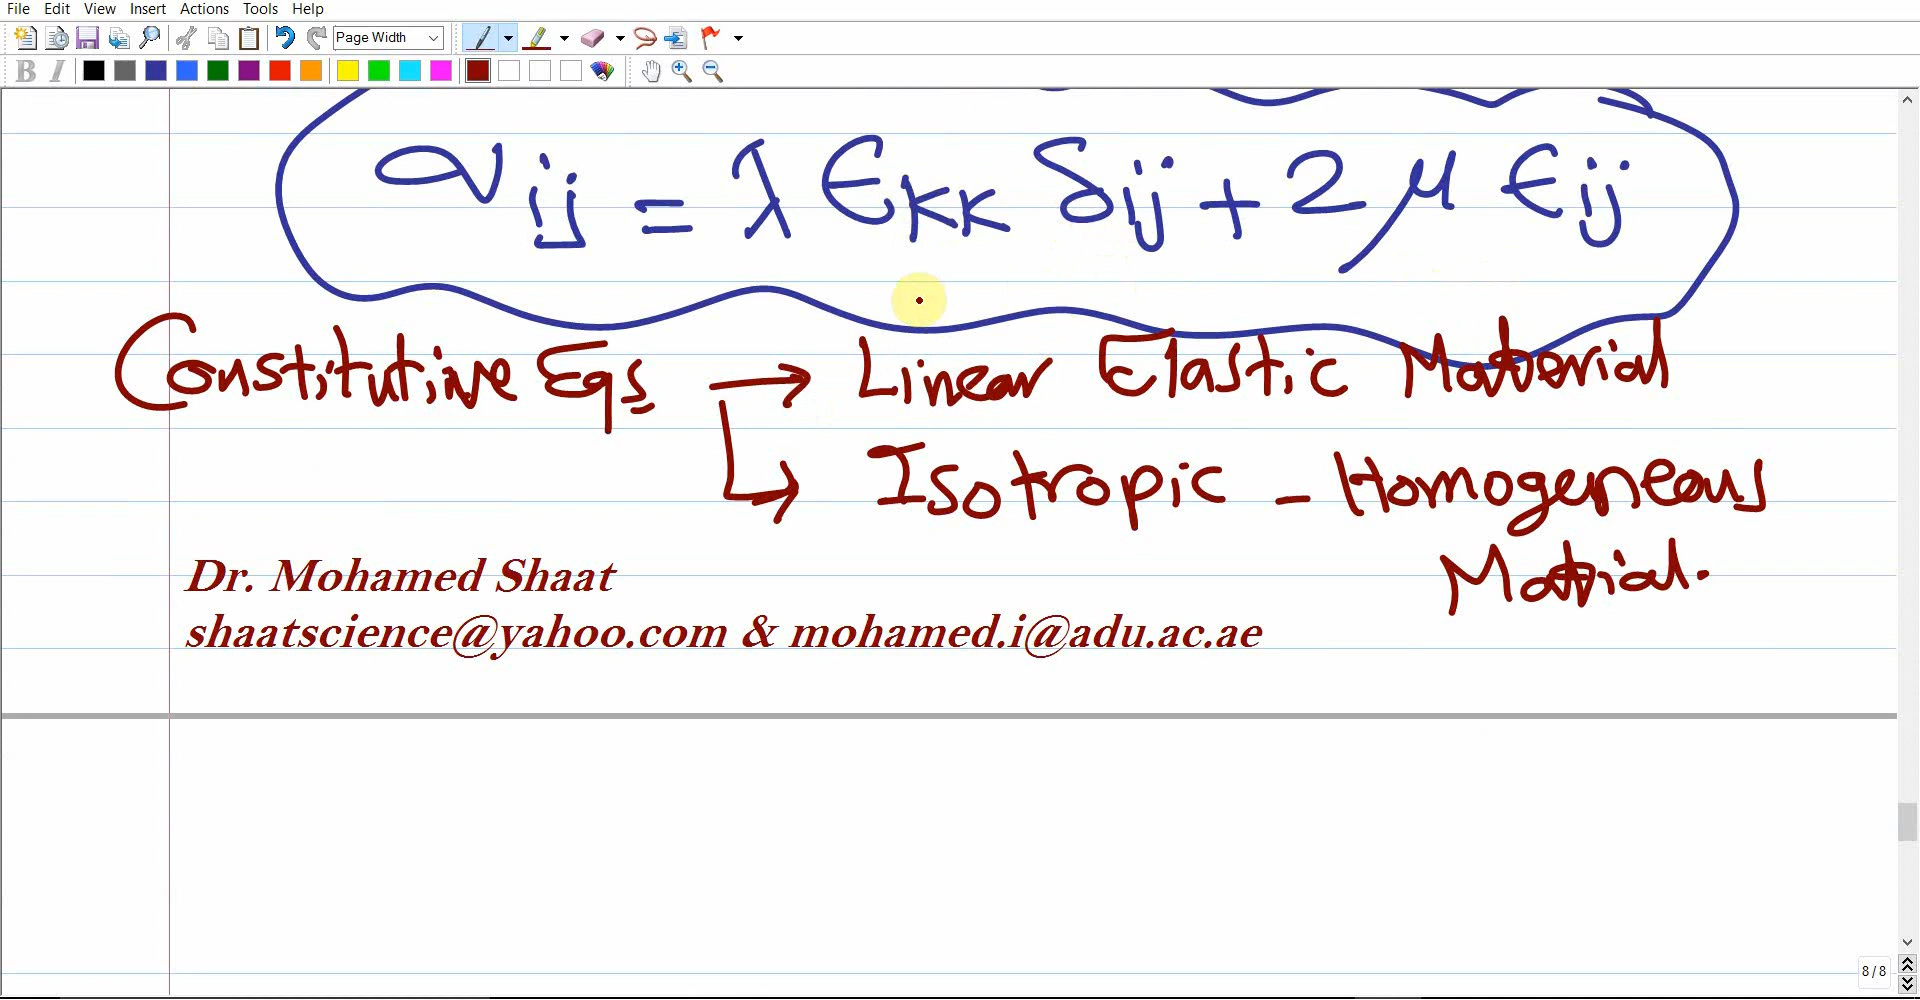 File Edit View Insert Actions Tools Help
Page Width
B I
σij = λ ϵkk δij + 2μ ϵij
Constitutive Eqs → Linear Elastic Material
→ Isotropic - Homogeneous
Matrial.
Dr. Mohamed Shaat
shaatscience@yahoo.com & mohamed.i@adu.ac.ae
8 / 8